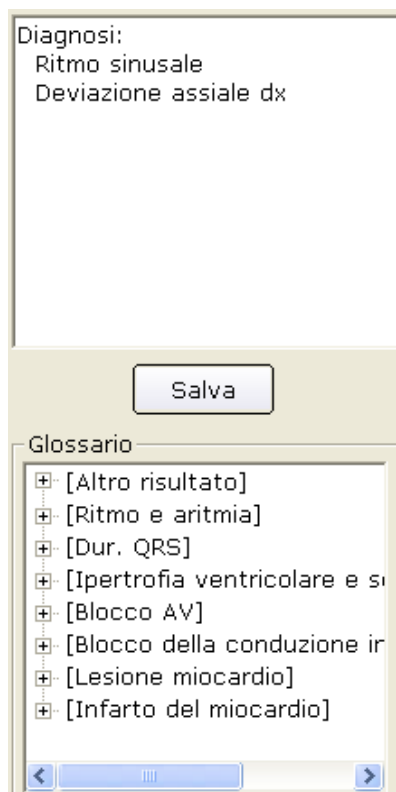 Diagnosi:
Ritmo sinusale
Deviazione assiale dx
Salva
Glossario
[Altro risultato]
[Ritmo e aritmia]
[Dur. QRS]
[Ipertrofia ventricolare e
[Blocco AV]
[Blocco della conduzione
[Lesione miocardio]
[Infarto del miocardio]